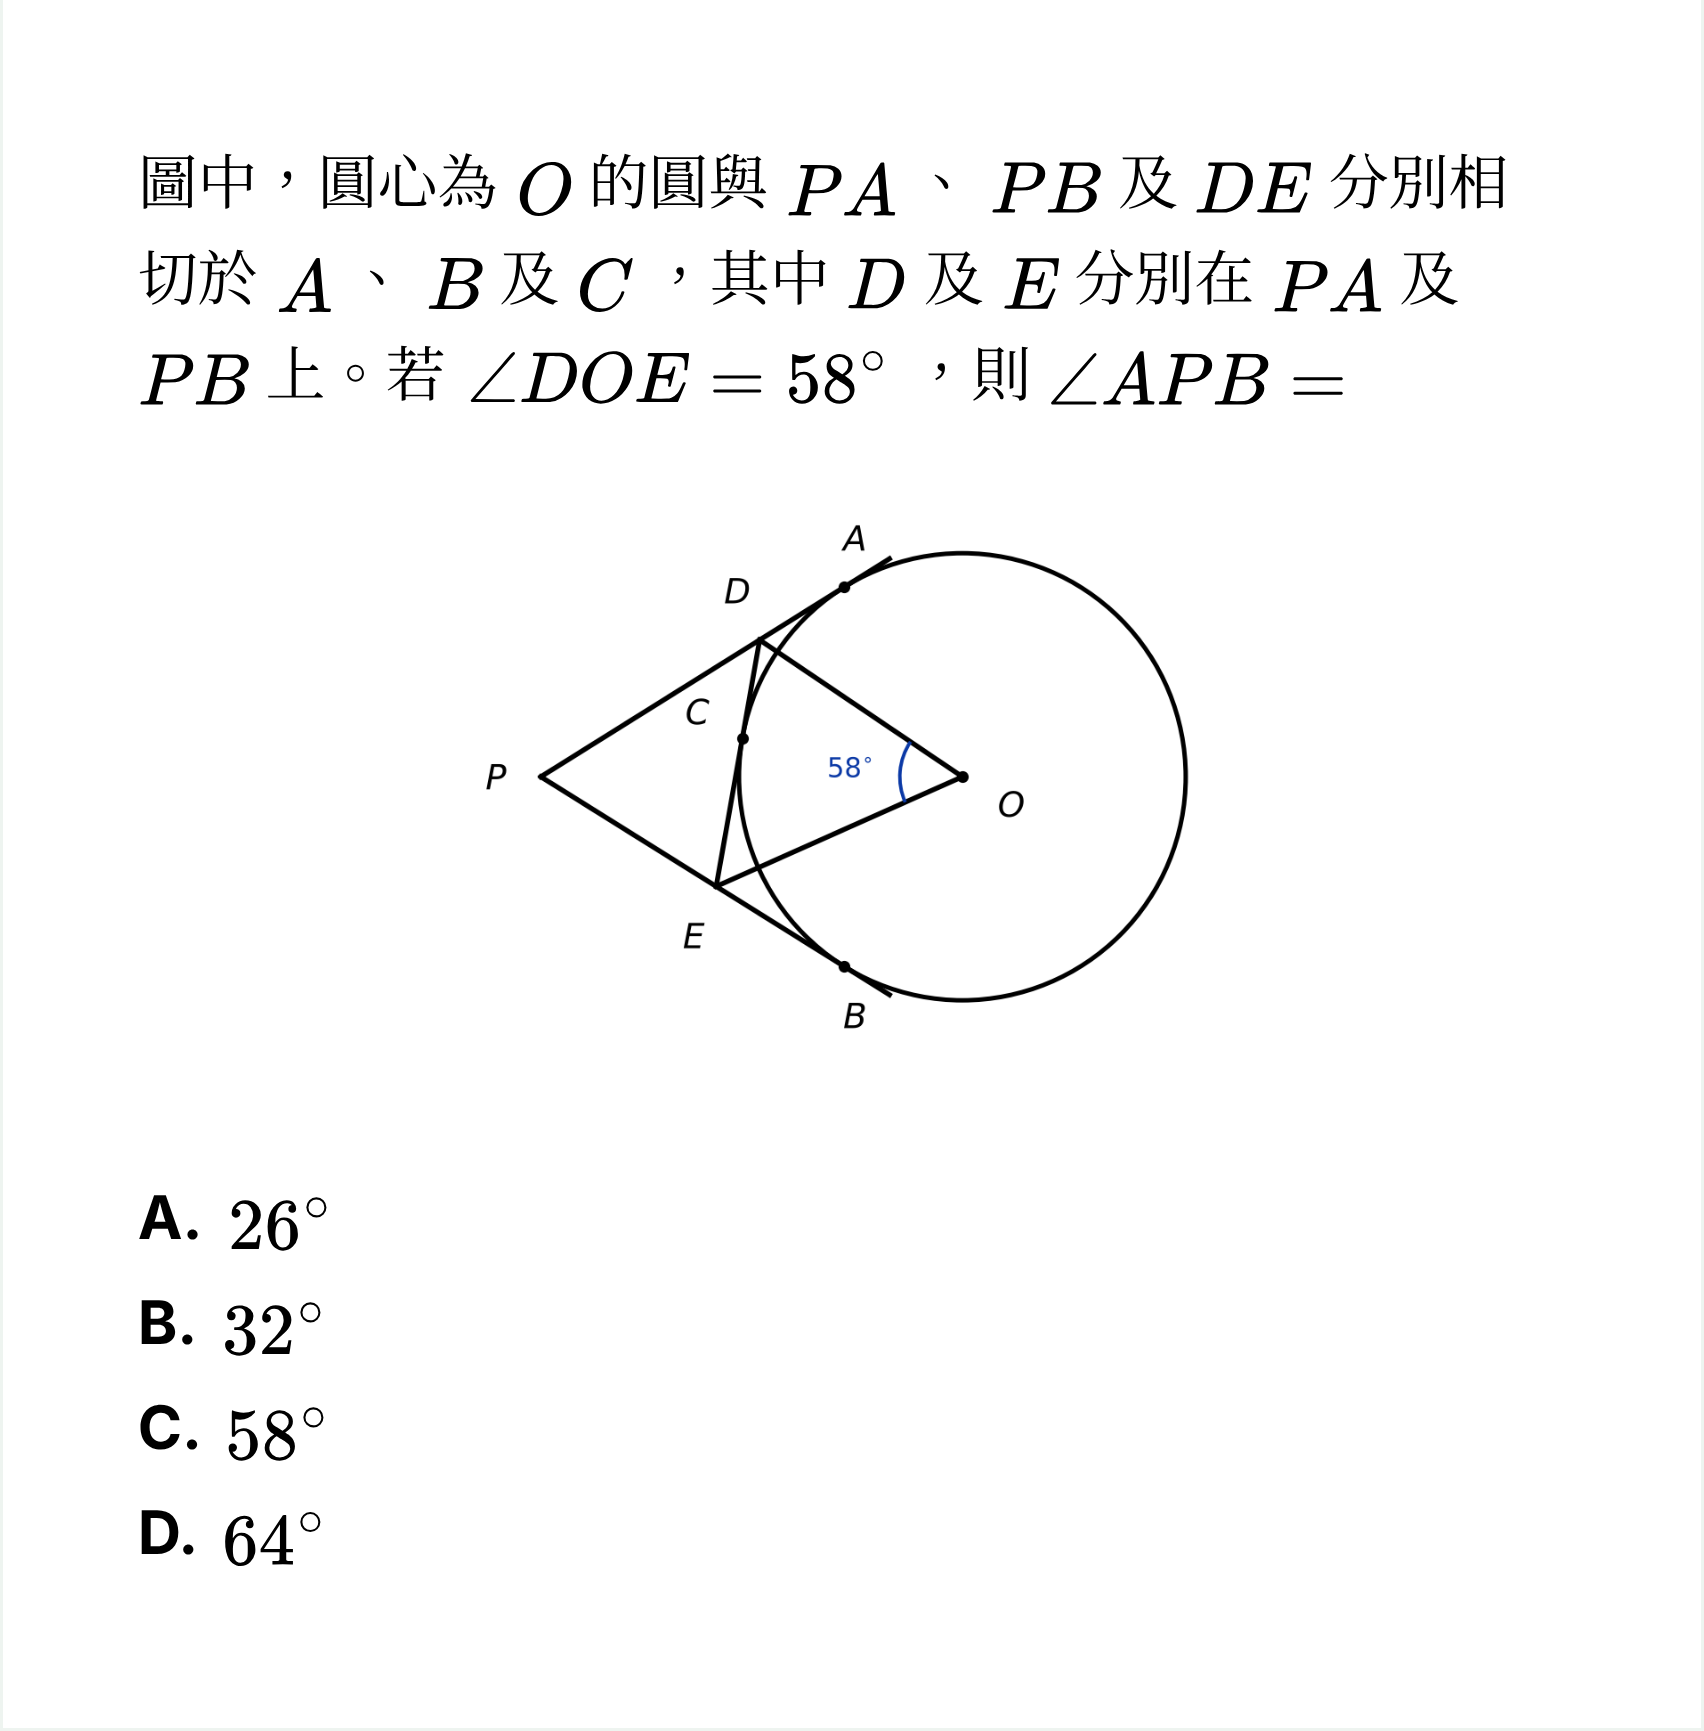 圖中，圓心為 O 的圓與 PA 、 PB 及 DE 分別相
切於 A 、 B 及 C ，其中 D 及 E 分別在 PA 及
PB 上。若 ∠DOE = 58° ，則 ∠APB =
A
D
C
P
58°
O
E
B
A. 26°
B. 32°
C. 58°
D. 64°